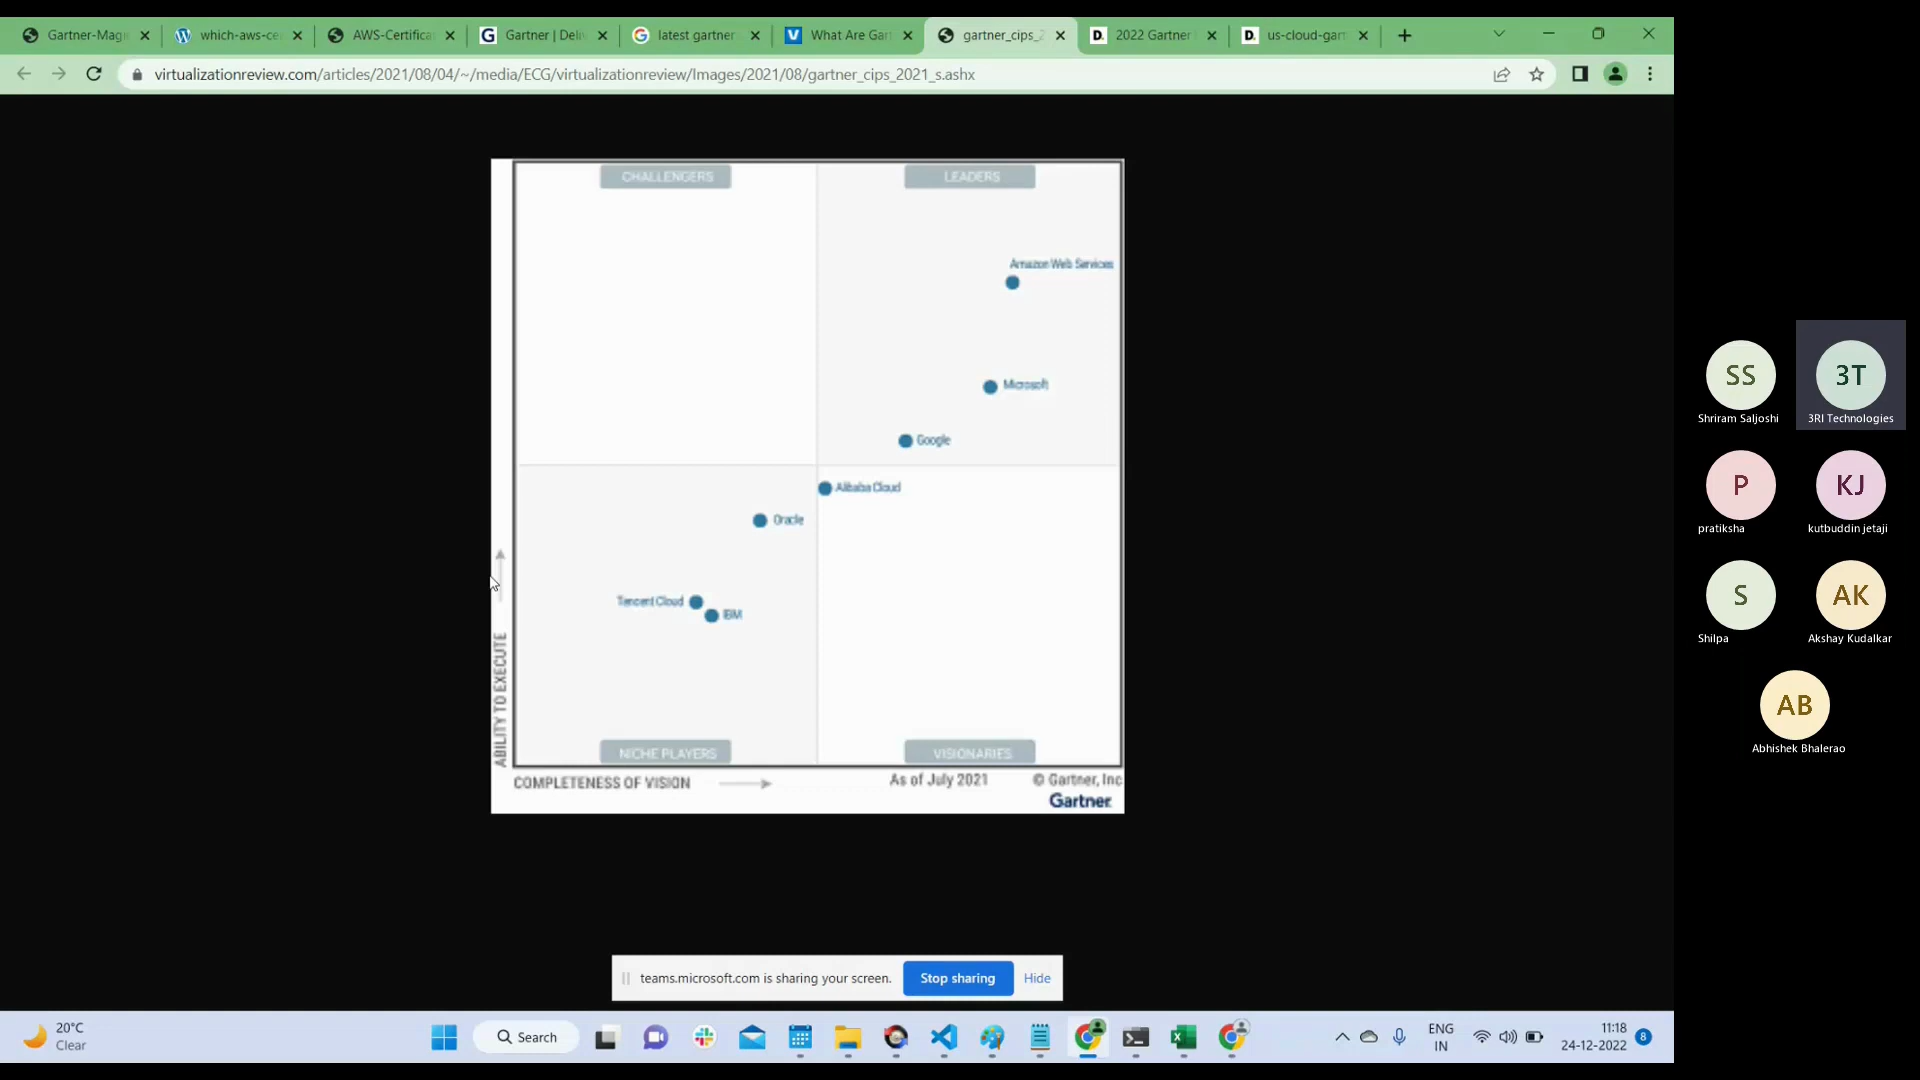 Gartner-Magi
which-aws-ce
AWS-Certifica
Gartner | Deli
latest gartner
What Are Gar
gartner_cips_2
2022 Gartner
us-cloud-gar
virtualizationreview.com/articles/2021/08/04/~/media/ECG/virtualizationreview/Images/2021/08/gartner_cips_2021_s.ashx
CHALLENGERS
LEADERS
Amazon Web Services
Microsoft
Google
Alibaba Cloud
Oracle
Tencent Cloud
IBM
ABILITY TO EXECUTE
NICHE PLAYERS
VISIONARIES
COMPLETENESS OF VISION
As of July 2021
© Gartner, Inc
Gartner
SS
Shriram Saljoshi
3T
3RI Technologies
P
pratiksha
KJ
kutbuddin jetaji
S
Shilpa
AK
Akshay Kudalkar
AB
Abhishek Bhalerao
teams.microsoft.com is sharing your screen.
Stop sharing
Hide
20°C
Clear
Search
ENG
IN
11:18
24-12-2022
8